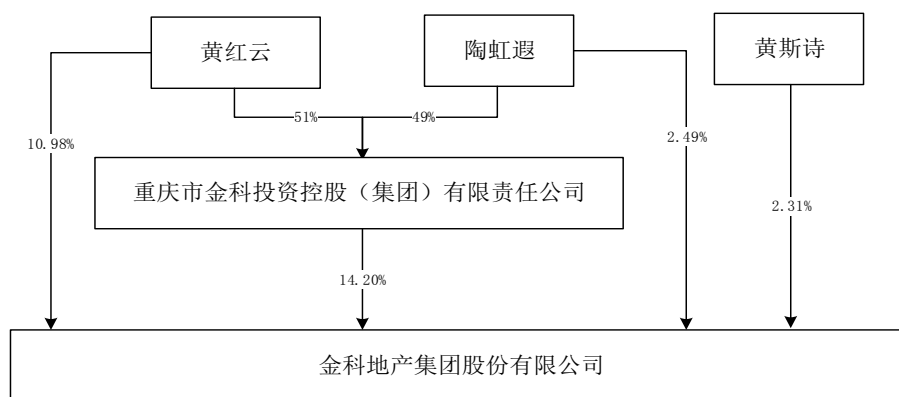 黄红云
陶虹遐
黄斯诗
51%
49%
10.98%
2.49%
重庆市金科投资控股（集团）有限责任公司
2.31%
14.20%
金科地产集团股份有限公司